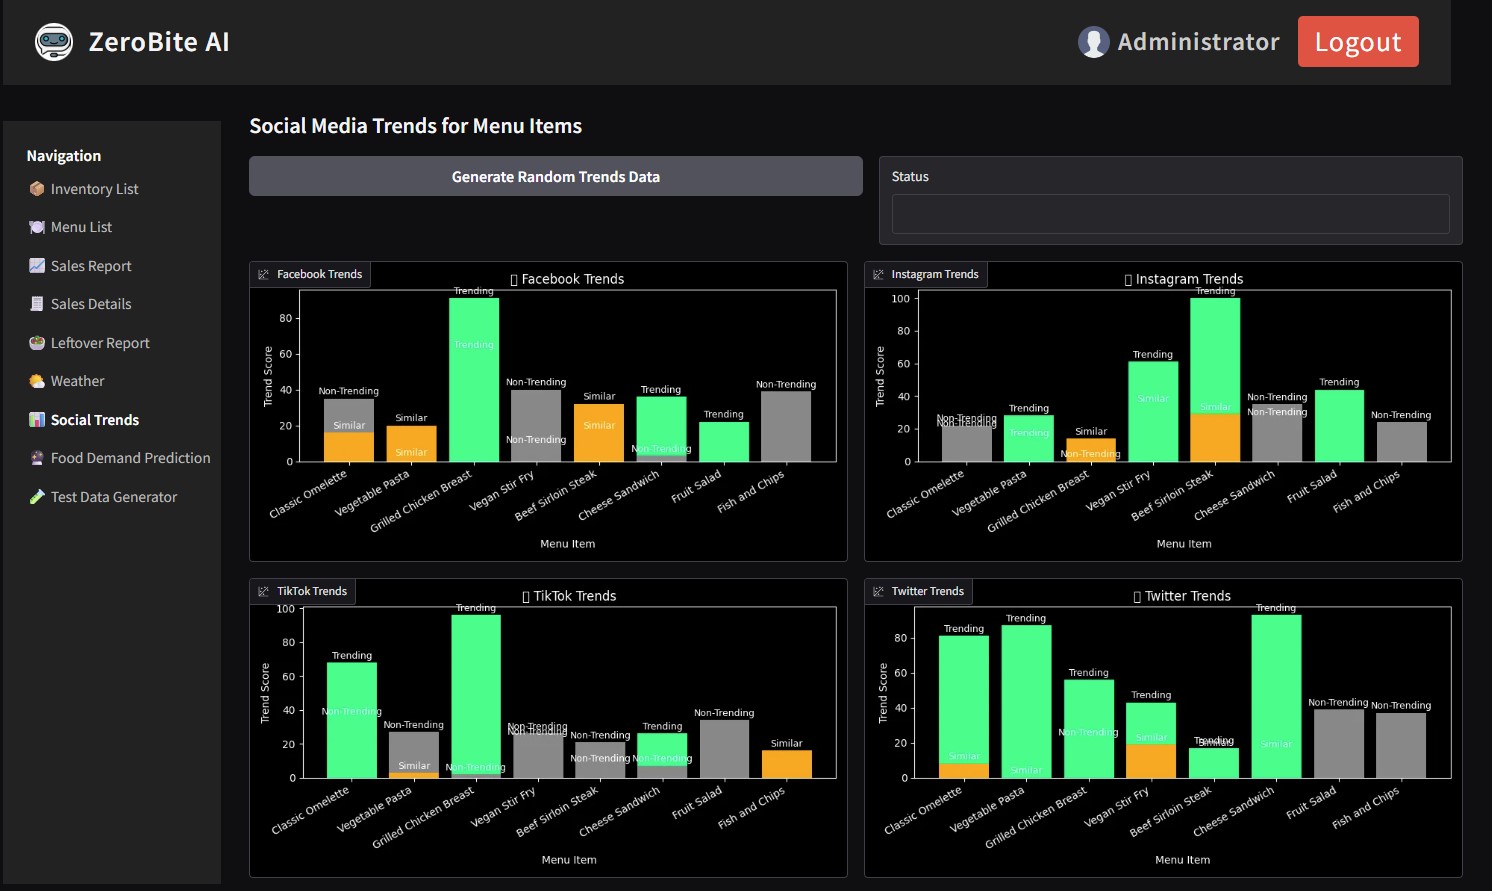 ZeroBite AI
Administrator
Logout
Navigation
Inventory List
Menu List
Sales Report
Sales Details
Leftover Report
Weather
Social Trends
Food Demand Prediction
Test Data Generator
Social Media Trends for Menu Items
Generate Random Trends Data
Status
Facebook Trends
Facebook Trends
Trend Score
80
60
40
20
0
Non-Trending
Similar
Similar
Similar
Trending
Trending
Non-Trending
Non-Trending
Similar
Similar
Trending
Non-Trending
Trending
Non-Trending
Classic Omelette
Vegetable Pasta
Grilled Chicken Breast
Vegan Stir Fry
Beef Sirloin Steak
Cheese Sandwich
Fruit Salad
Fish and Chips
Menu Item
Instagram Trends
Instagram Trends
Trend Score
100
80
60
40
20
0
Non-Trending
Non-Trending
Trending
Trending
Similar
Non-Trending
Trending
Similar
Trending
Similar
Non-Trending
Non-Trending
Trending
Non-Trending
Classic Omelette
Vegetable Pasta
Grilled Chicken Breast
Vegan Stir Fry
Beef Sirloin Steak
Cheese Sandwich
Fruit Salad
Fish and Chips
Menu Item
TikTok Trends
TikTok Trends
Trend Score
100
80
60
40
20
0
Trending
Non-Trending
Non-Trending
Similar
Trending
Non-Trending
Non-Trending
Non-Trending
Non-Trending
Non-Trending
Trending
Non-Trending
Non-Trending
Similar
Classic Omelette
Vegetable Pasta
Grilled Chicken Breast
Vegan Stir Fry
Beef Sirloin Steak
Cheese Sandwich
Fruit Salad
Fish and Chips
Menu Item
Twitter Trends
Twitter Trends
Trend Score
80
60
40
20
0
Trending
Similar
Trending
Similar
Trending
Non-Trending
Trending
Similar
Trending
Similar
Trending
Similar
Non-Trending
Non-Trending
Classic Omelette
Vegetable Pasta
Grilled Chicken Breast
Vegan Stir Fry
Beef Sirloin Steak
Cheese Sandwich
Fruit Salad
Fish and Chips
Menu Item